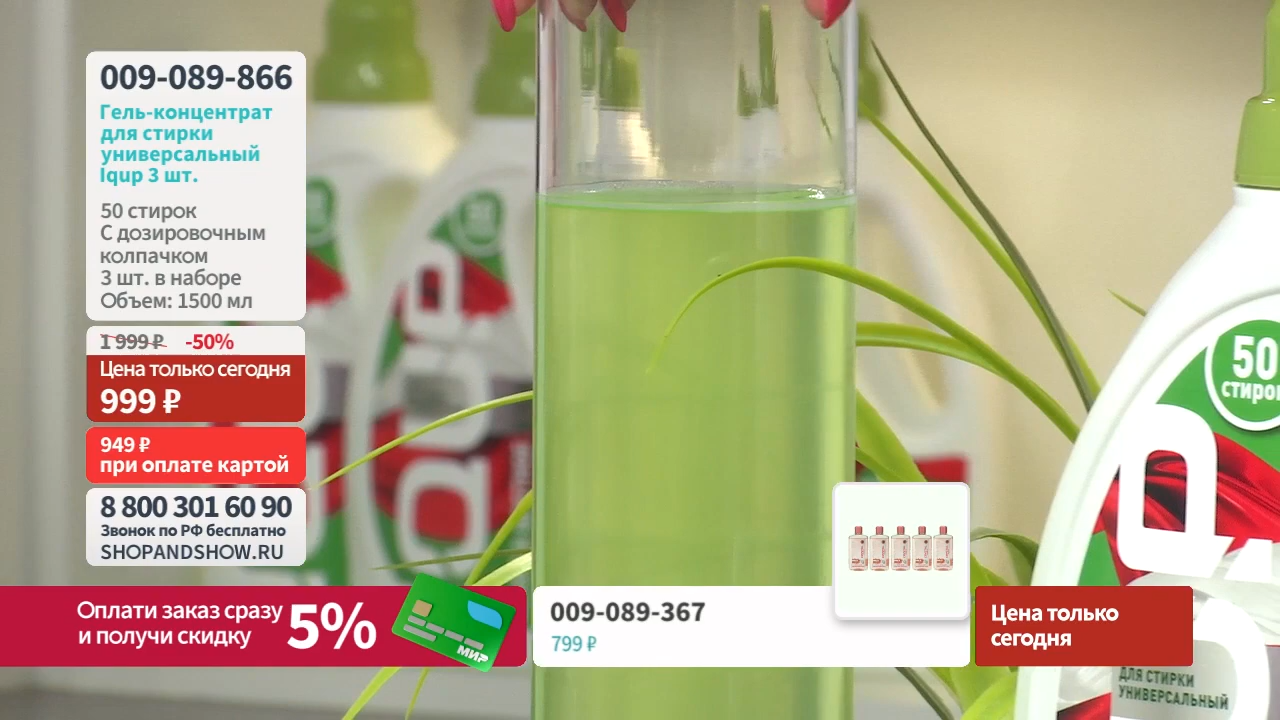 009-089-866
Гель-концентрат
для стирки
универсальный
Iqup 3 шт.
50 стирок
С дозировочным
колпачком
3 шт. в наборе
Объем: 1500 мл
1 999 ₽ -50%
Цена только сегодня
999 ₽
949 ₽
при оплате картой
8 800 301 60 90
Звонок по РФ бесплатно
SHOPANDSHOW.RU
Оплати заказ сразу
и получи скидку
5%
МИР
009-089-367
799 ₽
Цена только
сегодня
50
стирок
ДЛЯ СТИРКИ
УНИВЕРСАЛЬНЫЙ